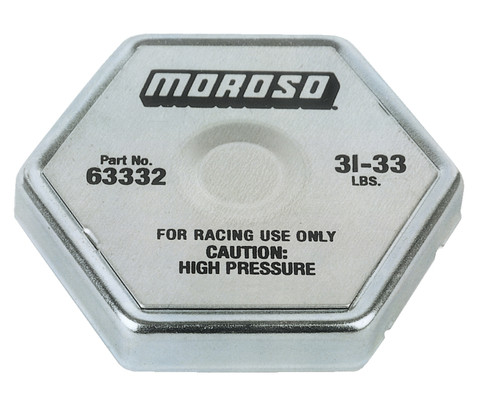 MOROSO
Part No.
63332
31-33
LBS.
FOR RACING USE ONLY
CAUTION:
HIGH PRESSURE